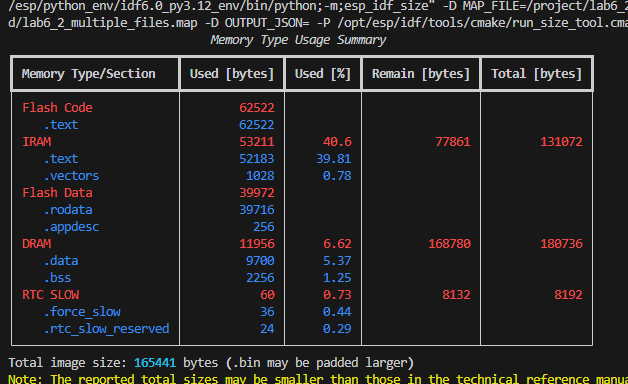 /esp/python_env/idf6.0_py3.12_env/bin/python;-m;esp_idf_size" -D MAP_FILE=/project/lab6_2
d/lab6_2_multiple_files.map -D OUTPUT_JSON= -P /opt/esp/idf/tools/cmake/run_size_tool.cma
Memory Type Usage Summary
Memory Type/Section Used [bytes] Used [%] Remain [bytes] Total [bytes]
Flash Code 62522
.text 62522
IRAM 53211 40.6 77861 131072
.text 52183 39.81
.vectors 1028 0.78
Flash Data 39972
.rodata 39716
.appdesc 256
DRAM 11956 6.62 168780 180736
.data 9700 5.37
.bss 2256 1.25
RTC SLOW 60 0.73 8132 8192
.force_slow 36 0.44
.rtc_slow_reserved 24 0.29
Total image size: 165441 bytes (.bin may be padded larger)
Note: The reported total sizes may be smaller than those in the technical reference manua